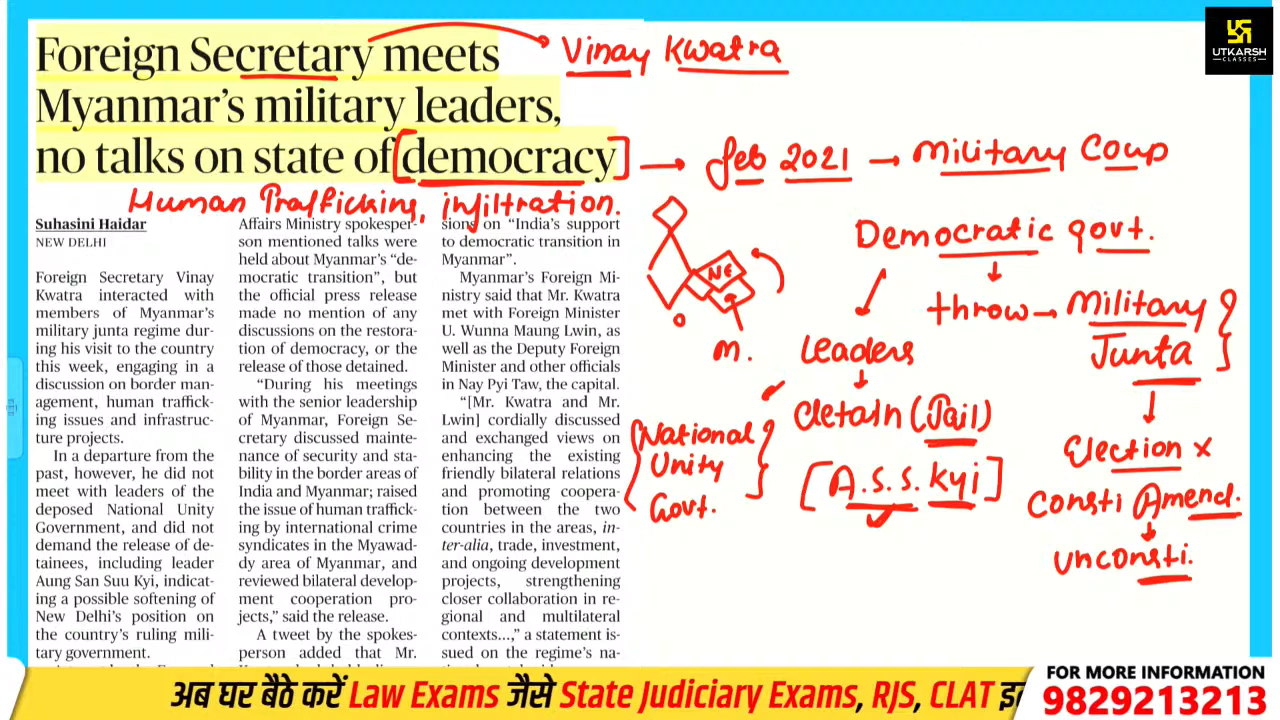 Foreign Secretary meets
Myanmar's military leaders,
no talks on state of [democracy]
Vinay Kwatra
UTKARSH
CLASSES
Feb 2021 → Military Coup
Human Trafficking, infiltration.
Democratic govt.
throw → Military
Junta
Leaders
detain (Jail)
[A.S.S. Kyi]
National
Unity
Govt.
Election x
Consti Amend.
unconsti.
NE
M.
Suhasini Haidar
NEW DELHI
Foreign Secretary Vinay
Kwatra interacted with
members of Myanmar's
military junta regime dur-
ing his visit to the country
this week, engaging in a
discussion on border man-
agement, human traffick-
ing issues and infrastruc-
ture projects.
In a departure from the
past, however, he did not
meet with leaders of the
deposed National Unity
Government, and did not
demand the release of de-
tainees, including leader
Aung San Suu Kyi, indicat-
ing a possible softening of
New Delhi's position on
the country's ruling mili-
tary government.
Affairs Ministry spokesper-
son mentioned talks were
held about Myanmar's "de-
mocratic transition", but
the official press release
made no mention of any
discussions on the restora-
tion of democracy, or the
release of those detained.
"During his meetings
with the senior leadership
of Myanmar, Foreign Se-
cretary discussed mainte-
nance of security and sta-
bility in the border areas of
India and Myanmar; raised
the issue of human traffick-
ing by international crime
syndicates in the Myawad-
dy area of Myanmar, and
reviewed bilateral develop-
ment cooperation pro-
jects," said the release.
A tweet by the spokes-
person added that Mr.
sions on "India's support
to democratic transition in
Myanmar".
Myanmar's Foreign Mi-
nistry said that Mr. Kwatra
met with Foreign Minister
U. Wunna Maung Lwin, as
well as the Deputy Foreign
Minister and other officials
in Nay Pyi Taw, the capital.
"[Mr. Kwatra and Mr.
Lwin] cordially discussed
and exchanged views on
enhancing the existing
friendly bilateral relations
and promoting coopera-
tion between the two
countries in the areas, in-
ter-alia, trade, investment,
and ongoing development
projects, strengthening
closer collaboration in re-
gional and multilateral
contexts...," a statement is-
sued on the regime's na-
अब घर बैठे करें Law Exams जैसे State Judiciary Exams, RJS, CLAT
FOR MORE INFORMATION
9829213213